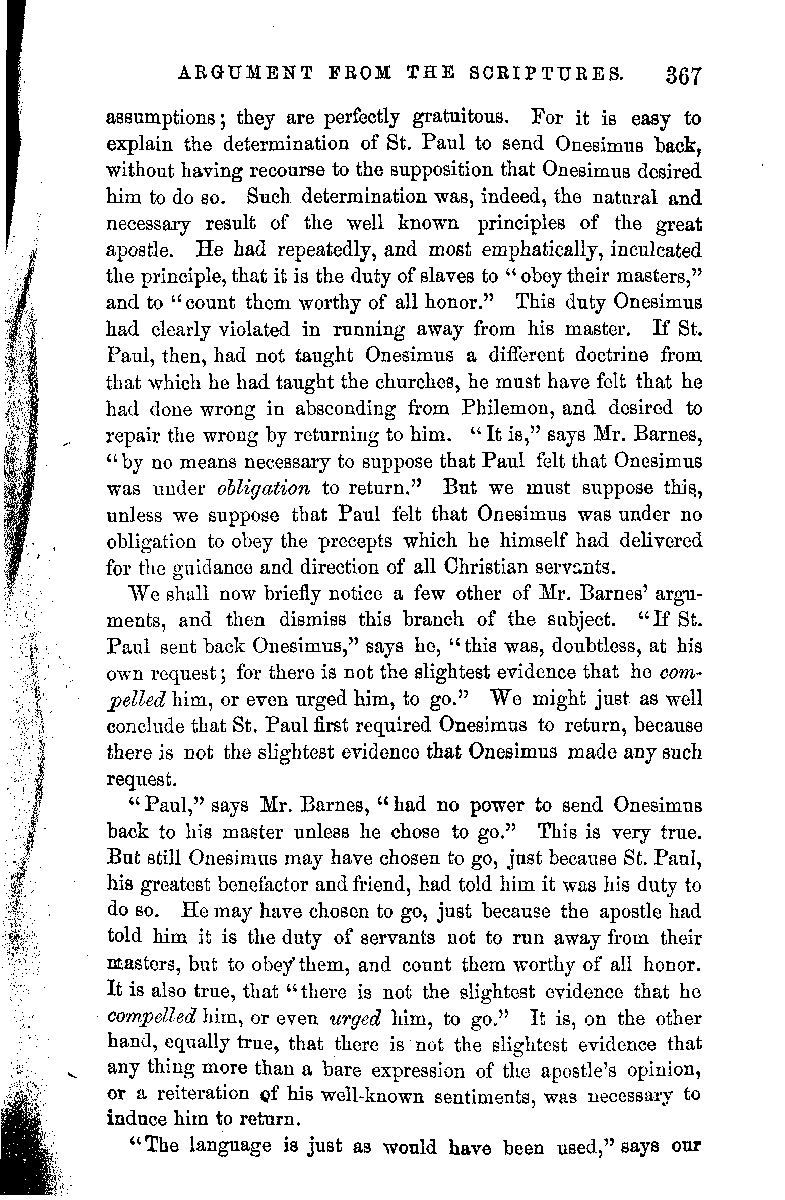 ARGUMENT FROM THE SCRIPTURES. 367
assumptions; they are perfectly gratuitous. For it is easy to
explain the determination of St. Paul to send Onesimus back,
without having recourse to the supposition that Onesimus desired
him to do so. Such determination was, indeed, the natural and
necessary result of the well known principles of the great
apostle. He had repeatedly, and most emphatically, inculcated
the principle, that it is the duty of slaves to "obey their masters,"
and to "count them worthy of all honor." This duty Onesimus
had clearly violated in running away from his master. If St.
Paul, then, had not taught Onesimus a different doctrine from
that which he had taught the churches, he must have felt that he
had done wrong in absconding from Philemon, and desired to
repair the wrong by returning to him. "It is," says Mr. Barnes,
"by no means necessary to suppose that Paul felt that Onesimus
was under obligation to return." But we must suppose this,
unless we suppose that Paul felt that Onesimus was under no
obligation to obey the precepts which he himself had delivered
for the guidance and direction of all Christian servants.
We shall now briefly notice a few other of Mr. Barnes' argu-
ments, and then dismiss this branch of the subject. "If St.
Paul sent back Onesimus," says he, "this was, doubtless, at his
own request; for there is not the slightest evidence that he com-
pelled him, or even urged him, to go." We might just as well
conclude that St. Paul first required Onesimus to return, because
there is not the slightest evidence that Onesimus made any such
request.
"Paul," says Mr. Barnes, "had no power to send Onesimus
back to his master unless he chose to go." This is very true.
But still Onesimus may have chosen to go, just because St. Paul,
his greatest benefactor and friend, had told him it was his duty to
do so. He may have chosen to go, just because the apostle had
told him it is the duty of servants not to run away from their
masters, but to obey them, and count them worthy of all honor.
It is also true, that "there is not the slightest evidence that he
compelled him, or even urged him, to go." It is, on the other
hand, equally true, that there is not the slightest evidence that
any thing more than a bare expression of the apostle's opinion,
or a reiteration of his well-known sentiments, was necessary to
induce him to return.
"The language is just as would have been used," says our